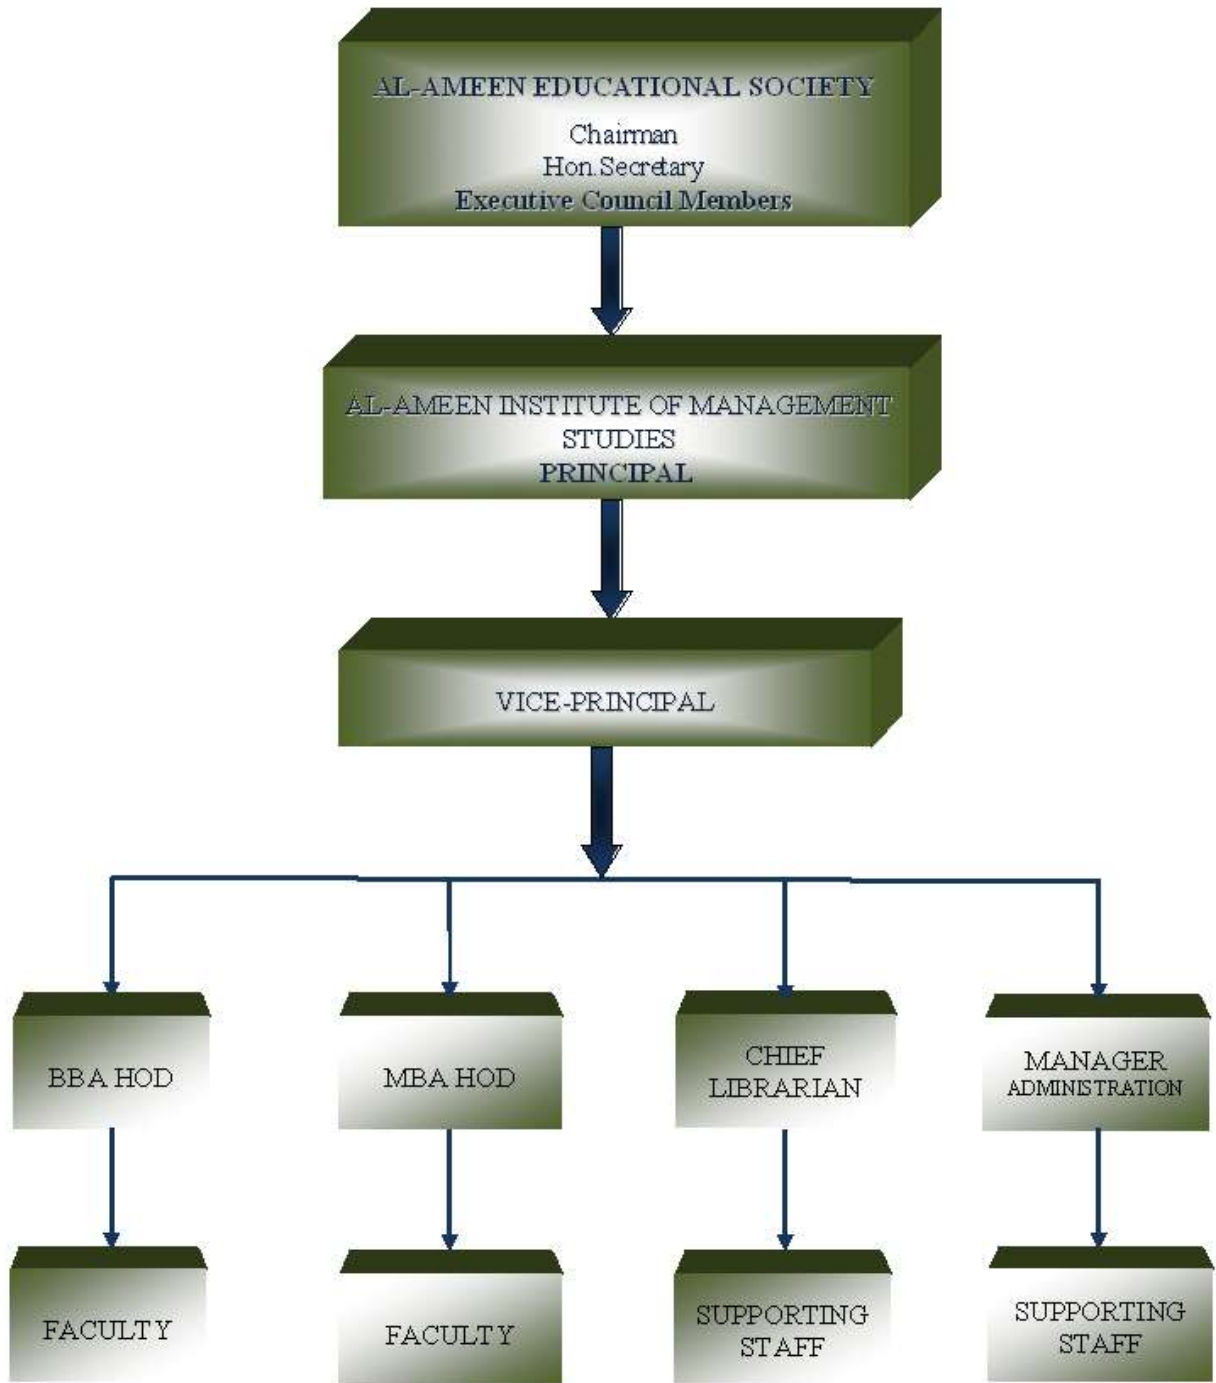 AL-AMEEN EDUCATIONAL SOCIETY
Chairman
Hon.Secretary
Executive Council Members
AL-AMEEN INSTITUTE OF MANAGEMENT
STUDIES
PRINCIPAL
VICE-PRINCIPAL
BBA HOD
MBA HOD
CHIEF
LIBRARIAN
MANAGER
ADMINISTRATION
FACULTY
FACULTY
SUPPORTING
STAFF
SUPPORTING
STAFF